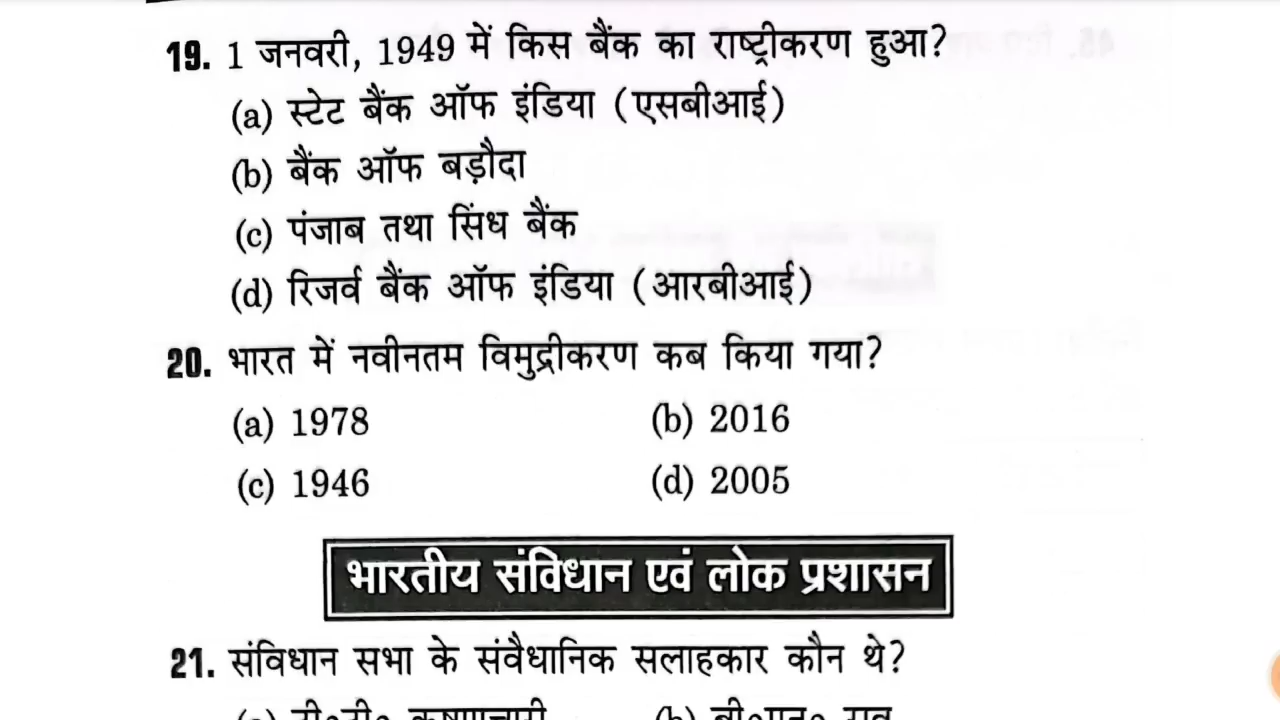 19. 1 जनवरी, 1949 में किस बैंक का राष्ट्रीकरण हुआ?
(a) स्टेट बैंक ऑफ इंडिया (एसबीआई)
(b) बैंक ऑफ बड़ौदा
(c) पंजाब तथा सिंध बैंक
(d) रिजर्व बैंक ऑफ इंडिया (आरबीआई)
20. भारत में नवीनतम विमुद्रीकरण कब किया गया?
(a) 1978 (b) 2016
(c) 1946 (d) 2005
भारतीय संविधान एवं लोक प्रशासन
21. संविधान सभा के संवैधानिक सलाहकार कौन थे?